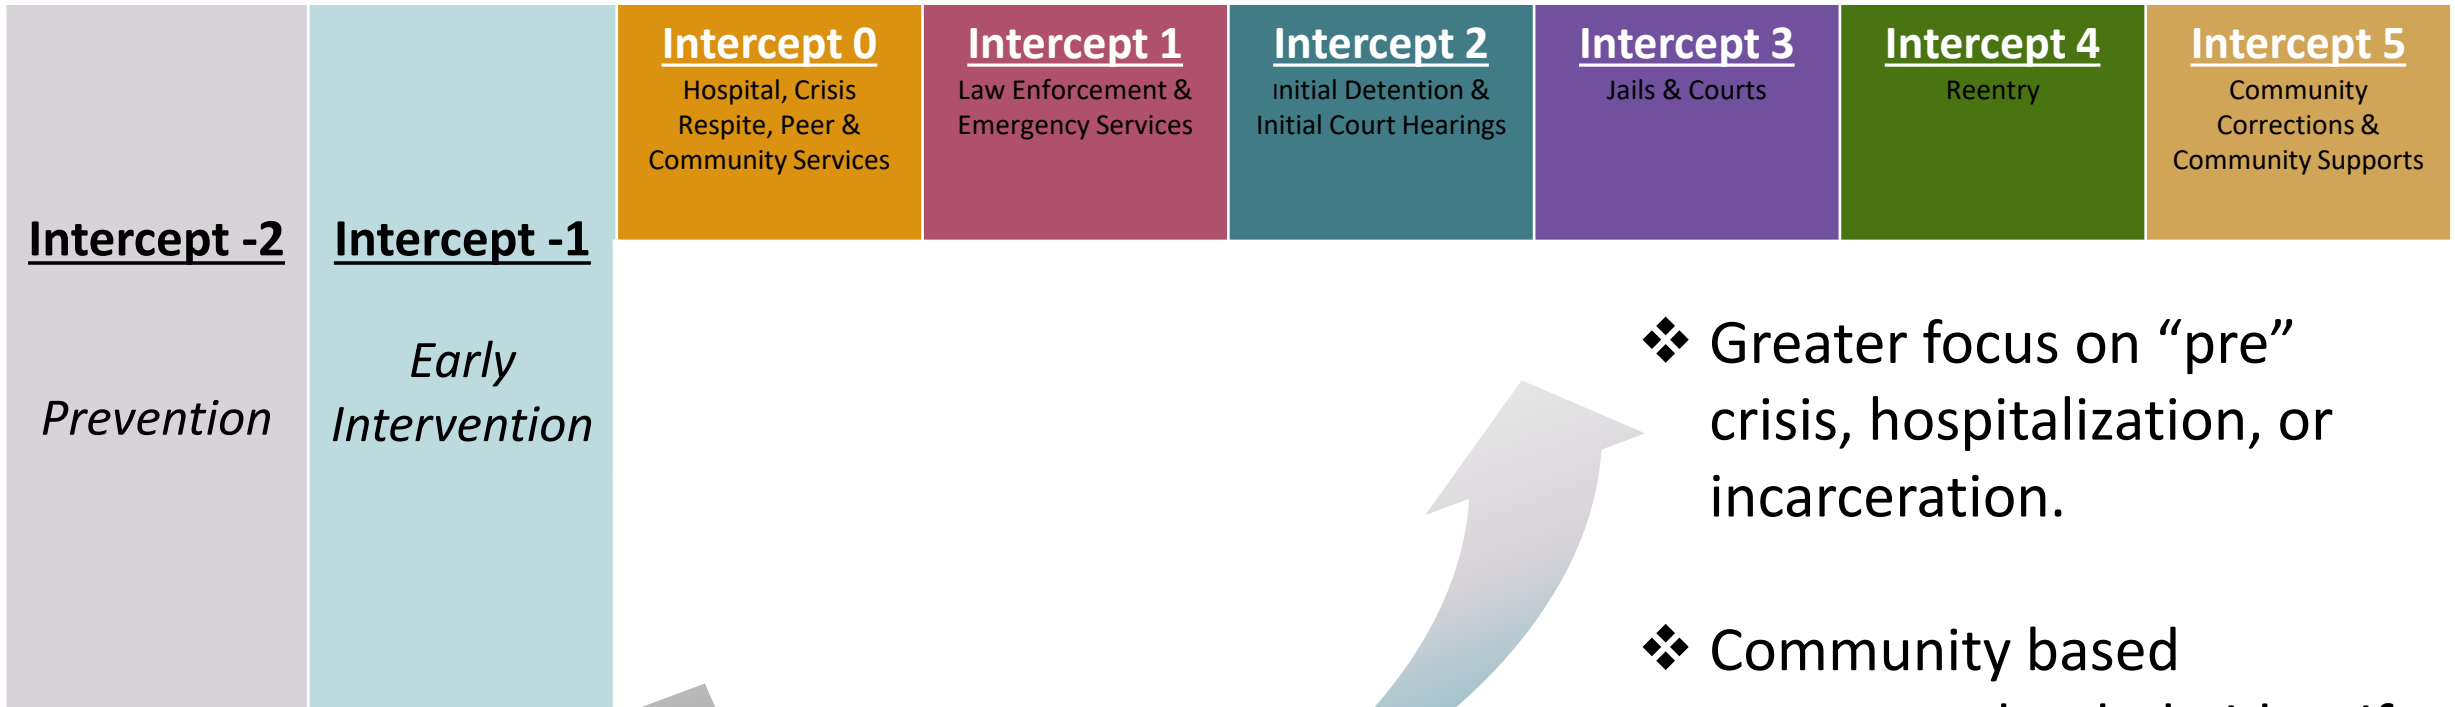 Intercept -2
Prevention
Intercept -1
Early
Intervention
Intercept 0
Hospital, Crisis
Respite, Peer &
Community Services
Intercept 1
Law Enforcement &
Emergency Services
Intercept 2
Initial Detention &
Initial Court Hearings
Intercept 3
Jails & Courts
Intercept 4
Reentry
Intercept 5
Community
Corrections &
Community Supports
❖ Greater focus on “pre”
crisis, hospitalization, or
incarceration.
❖ Community based